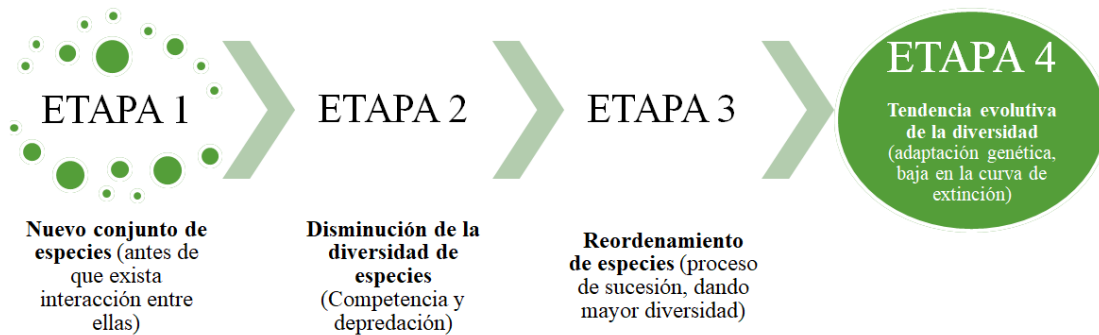 ETAPA 1
Nuevo conjunto de
especies (antes de
que exista
interacción entre
ellas)
ETAPA 2
Disminución de la
diversidad de
especies
(Competencia y
depredación)
ETAPA 3
Reordenamiento
de especies (proceso
de sucesión, dando
mayor diversidad)
ETAPA 4
Tendencia evolutiva
de la diversidad
(adaptación genética,
baja en la curva de
extinción)